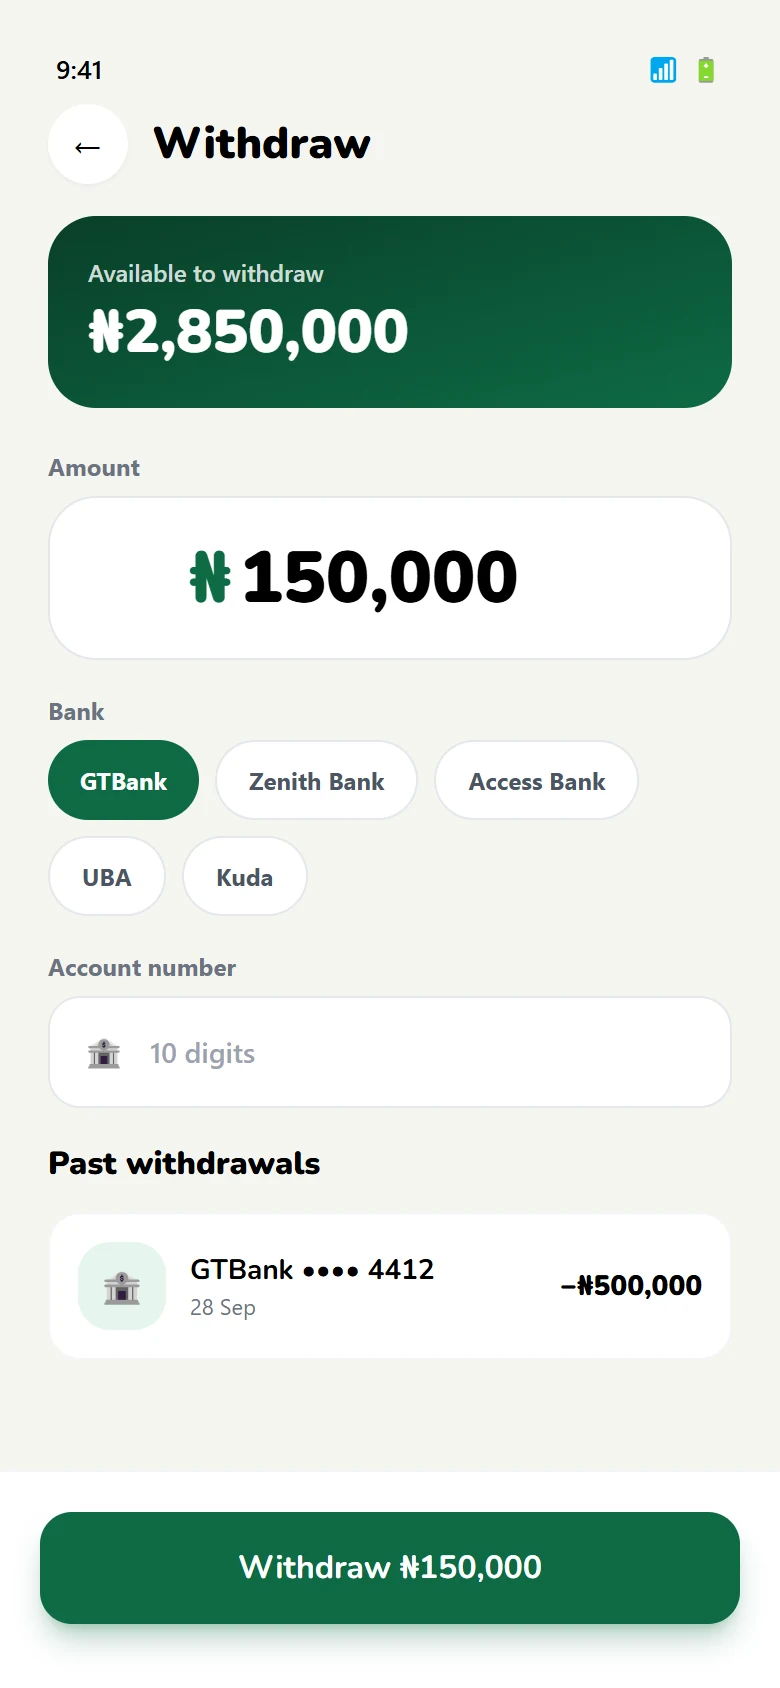 9:41
← Withdraw
Available to withdraw
₦2,850,000
Amount
₦ 150,000
Bank
GTBank Zenith Bank Access Bank
UBA Kuda
Account number
10 digits
Past withdrawals
GTBank •••• 4412
28 Sep
–₦500,000
Withdraw ₦150,000